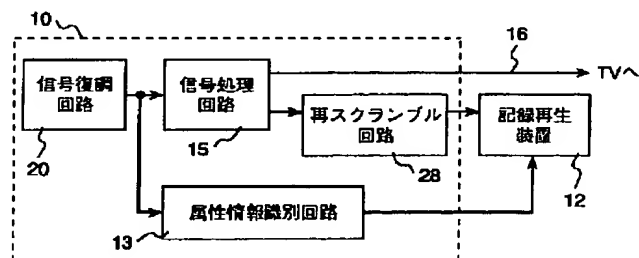 10
信号復調
回路
20
信号処理
回路
15
16
TVへ
再スクランブル
回路
28
記録再生
装置
12
属性情報識別回路
13